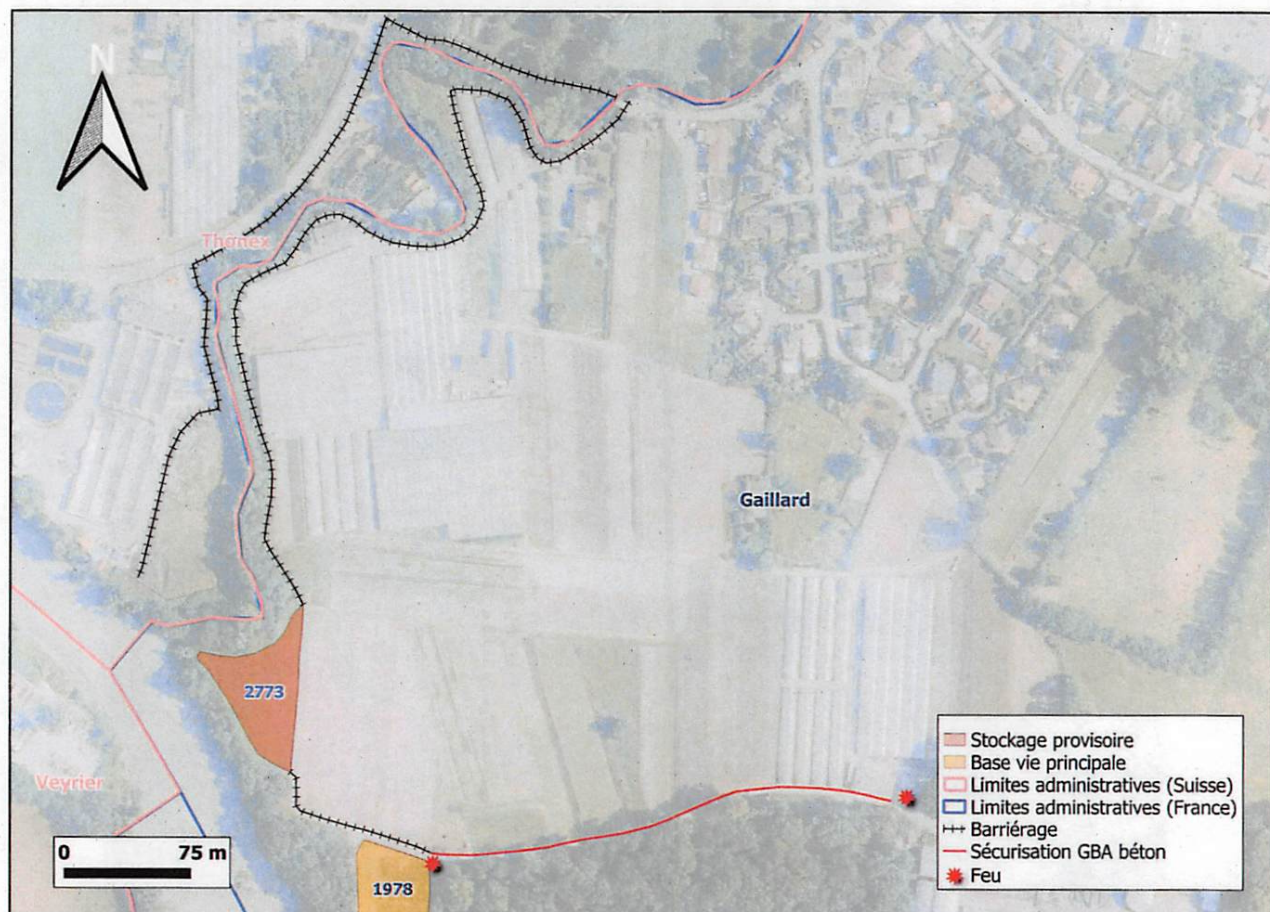 N
Thônex
Gaillard
2773
Veyrier
0 75 m
1978
Stockage provisoire
Base vie principale
Limites administratives (Suisse)
Limites administratives (France)
Barriérage
Sécurisation GBA béton
Feu